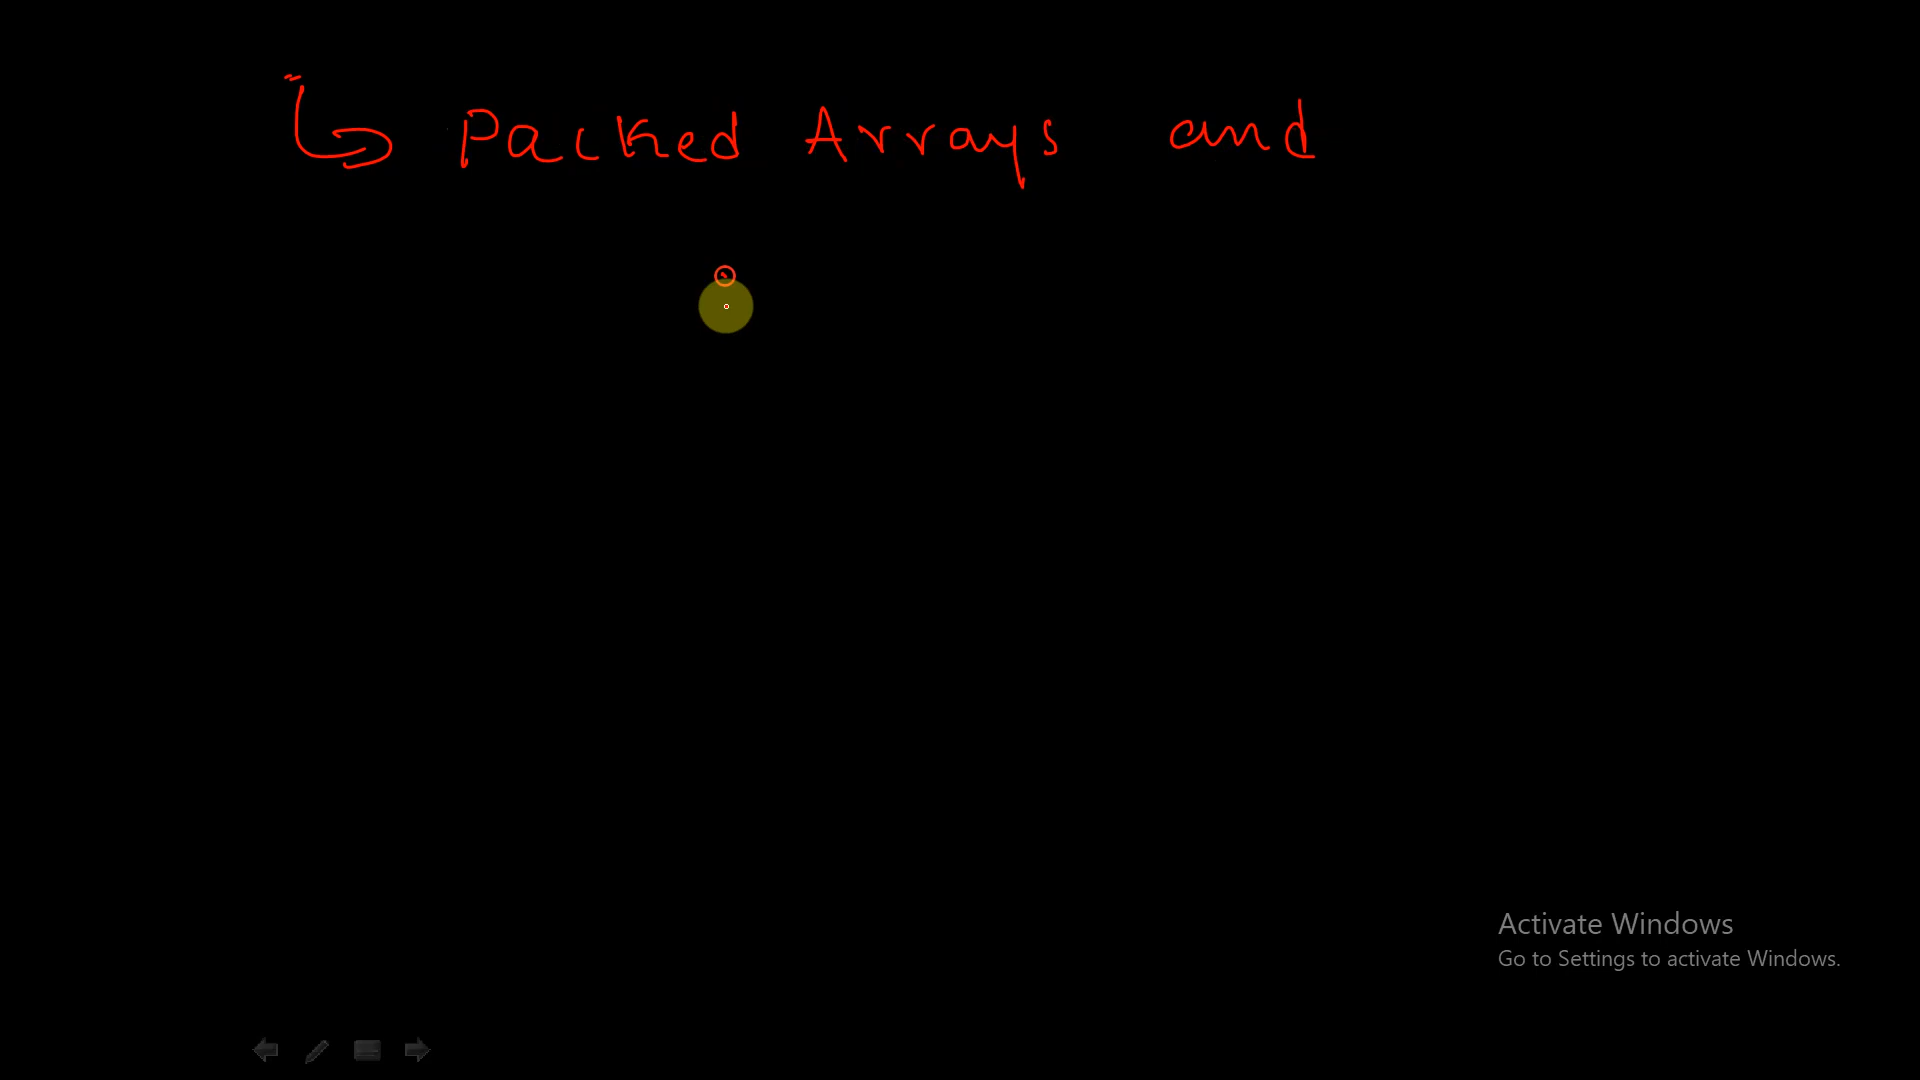 Packed Arrays and
Activate Windows
Go to Settings to activate Windows.